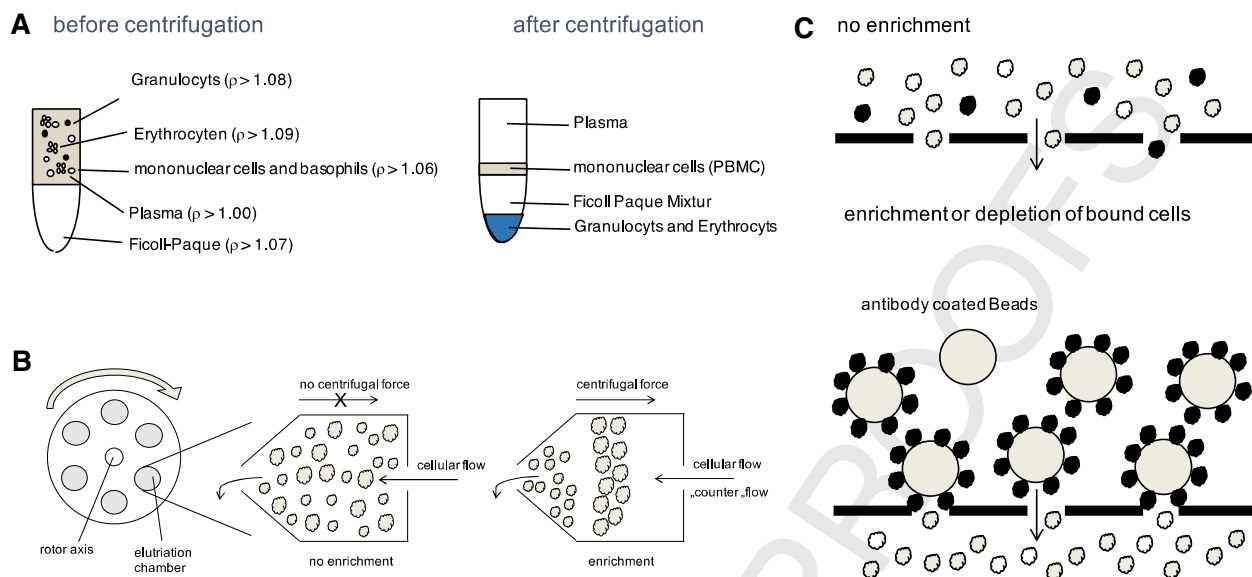 A
before centrifugation
Granulocyts (ρ > 1.08)
Erythrocyten (ρ > 1.09)
mononuclear cells and basophils (ρ > 1.06)
Plasma (ρ > 1.00)
Ficoll-Paque (ρ > 1.07)
after centrifugation
Plasma
mononuclear cells (PBMC)
Ficoll Paque Mixtur
Granulocyts and Erythrocyts
B
rotor axis
elutriation
chamber
no centrifugal force
X
cellular flow
no enrichment
centrifugal force
cellular flow
„counter „flow
enrichment
C
no enrichment
enrichment or depletion of bound cells
antibody coated Beads
PROOFS